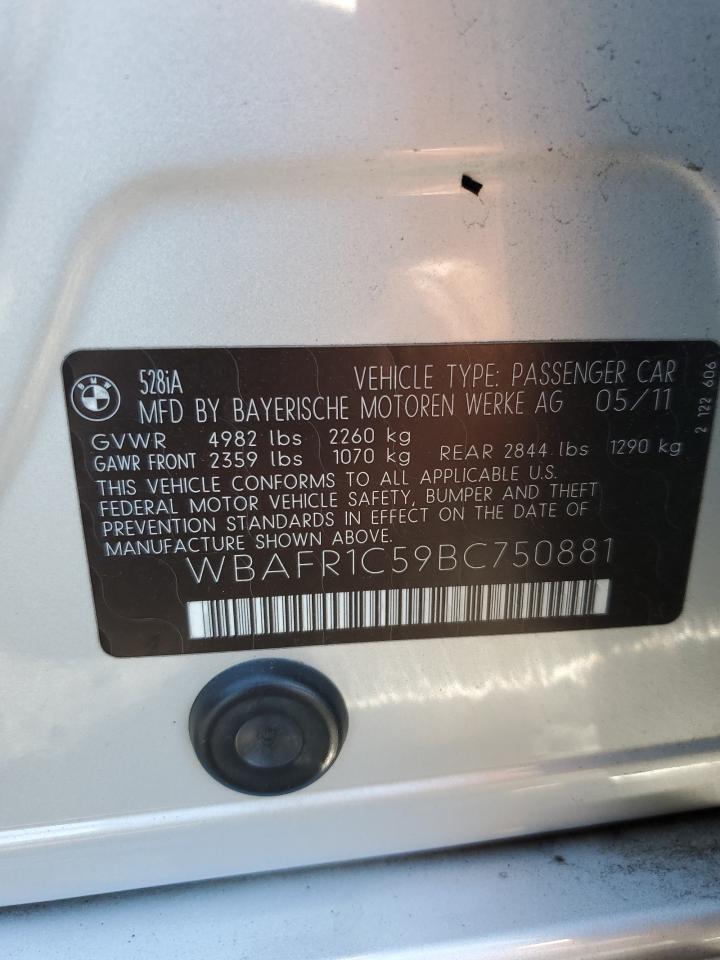 BMW
528iA VEHICLE TYPE: PASSENGER CAR
MFD BY BAYERISCHE MOTOREN WERKE AG 05/11
GVWR 4982 lbs 2260 kg
GAWR FRONT 2359 lbs 1070 kg REAR 2844 lbs 1290 kg
THIS VEHICLE CONFORMS TO ALL APPLICABLE U.S.
FEDERAL MOTOR VEHICLE SAFETY, BUMPER AND THEFT
PREVENTION STANDARDS IN EFFECT ON THE DATE OF
MANUFACTURE SHOWN ABOVE.
WBAFR1C59BC750881
2 122 606